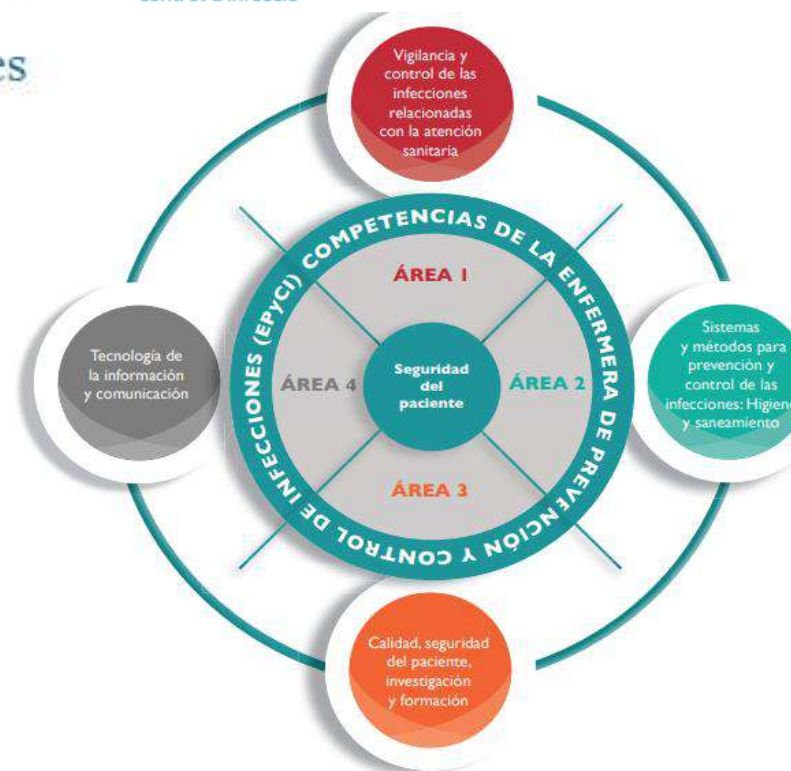 es
Vigilancia y
control de las
infecciones
relacionadas
con la atención
sanitaria
COMPETENCIAS DE LA ENFERMERA DE PREVENCIÓN Y CONTROL DE INFECCIONES (EPyCI)
ÁREA 1
Tecnología de
la información
y comunicación
ÁREA 4
Seguridad
del
paciente
ÁREA 2
Sistemas
y métodos para
prevención y
control de las
infecciones: Higiene
y saneamiento
ÁREA 3
Calidad, seguridad
del paciente,
investigación
y formación